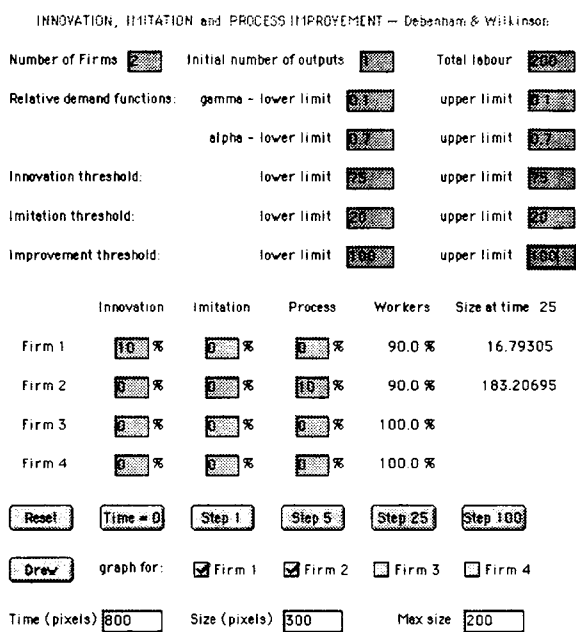 INNOVATION, IMITATION and PROCESS IMPROVEMENT — Debenham & Wilkinson
Number of Firms 2 Initial number of outputs 1 Total labour 200
Relative demand functions: gamma - lower limit 0.1 upper limit 0.1
alpha - lower limit 0.7 upper limit 0.7
Innovation threshold: lower limit 75 upper limit 75
Imitation threshold: lower limit 20 upper limit 20
Improvement threshold: lower limit 100 upper limit 100
Innovation Imitation Process Workers Size at time 25
Firm 1 10 % 0 % 0 % 90.0 % 16.79305
Firm 2 0 % 0 % 10 % 90.0 % 183.20695
Firm 3 0 % 0 % 0 % 100.0 %
Firm 4 0 % 0 % 0 % 100.0 %
Reset Time = 0 Step 1 Step 5 Step 25 Step 100
Draw graph for: Firm 1 Firm 2 Firm 3 Firm 4
Time (pixels) 800 Size (pixels) 300 Max size 200